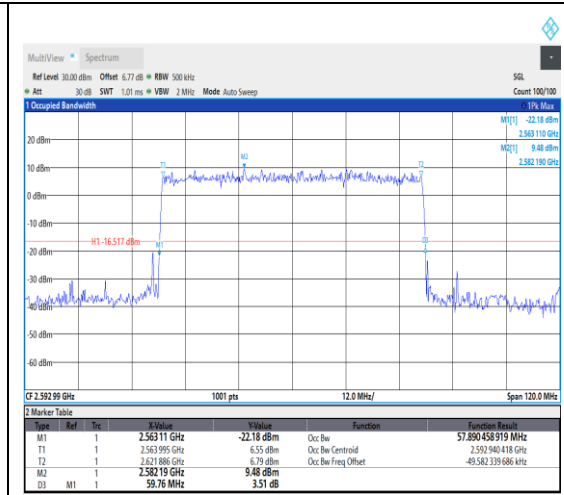 MultiView Spectrum
Ref Level 30.00 dBm Offset 6.77 dB RBW 500 kHz SGL
Att 30 dB SWT 1.01 ms VBW 2 MHz Mode Auto Sweep Count 100/100
1 Occupied Bandwidth 1Pk Max
M1[1] -22.18 dBm
2.563 110 GHz
M2[1] 9.48 dBm
2.582 190 GHz
20 dBm
M2
T1 T2
10 dBm
0 dBm
-10 dBm
H1 -16.517 dBm
M1 D3
-20 dBm
-30 dBm
-40 dBm
-50 dBm
-60 dBm
CF 2.592 99 GHz 1001 pts 12.0 MHz/ Span 120.0 MHz
2 Marker Table
Type Ref Trc X-Value Y-Value Function Function Result
M1 1 2.563 11 GHz -22.18 dBm Occ Bw 57.890 458 919 MHz
T1 1 2.563 995 GHz 6.55 dBm Occ Bw Centroid 2.592 940 418 GHz
T2 1 2.621 886 GHz 6.79 dBm Occ Bw Freq Offset -49.582 339 686 kHz
M2 1 2.582 19 GHz 9.48 dBm
D3 M1 1 59.76 MHz 3.51 dB